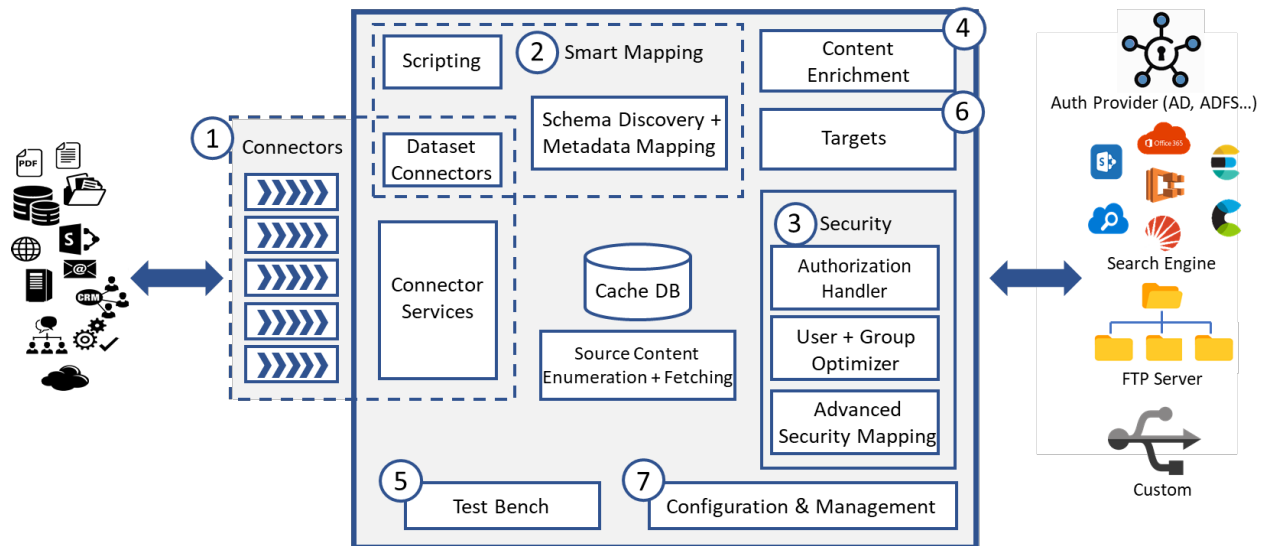 1
Connectors
PDF
S
@
CRM
2
Smart Mapping
Scripting
Schema Discovery +
Metadata Mapping
Dataset
Connectors
Connector
Services
Cache DB
Source Content
Enumeration + Fetching
4
Content
Enrichment
6
Targets
3
Security
Authorization
Handler
User + Group
Optimizer
Advanced
Security Mapping
5
Test Bench
7
Configuration & Management
Auth Provider (AD, ADFS...)
Office 365
S
Search Engine
FTP Server
Custom